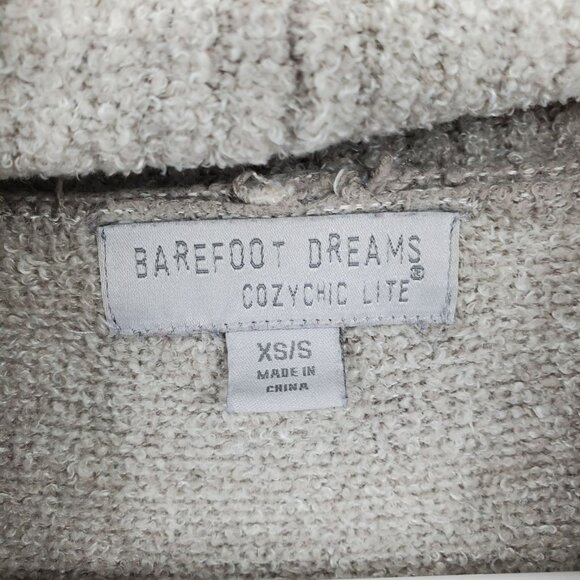 BAREFOOT DREAMS®
COZYCHIC LITE
XS/S
MADE IN
CHINA